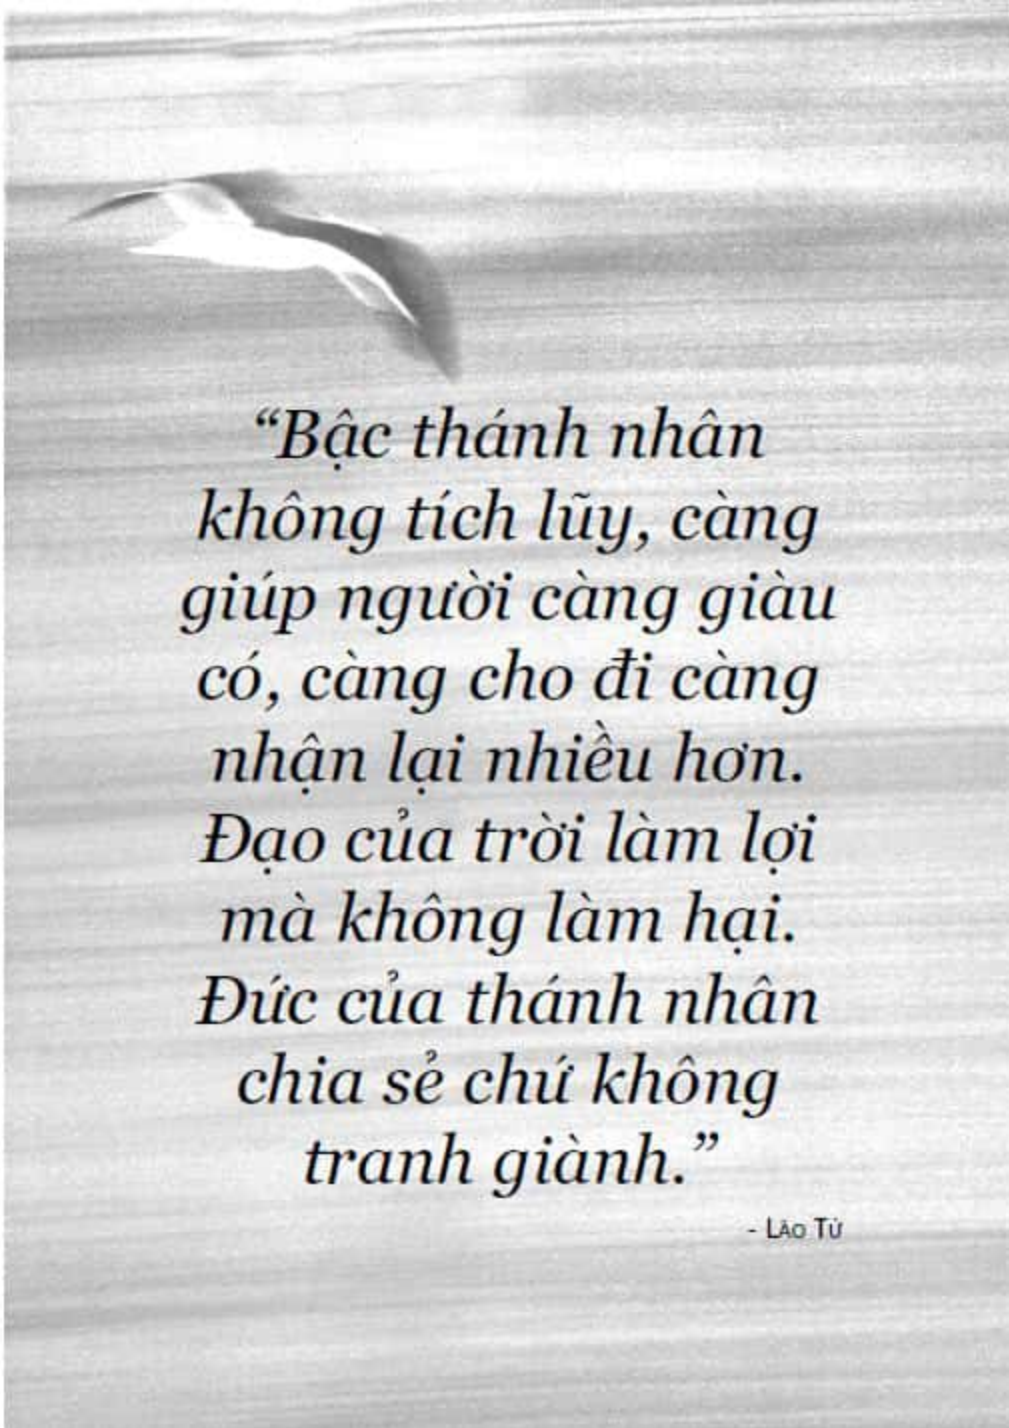 “Bậc thánh nhân
không tích lũy, càng
giúp người càng giàu
có, càng cho đi càng
nhận lại nhiều hơn.
Đạo của trời làm lợi
mà không làm hại.
Đức của thánh nhân
chia sẻ chứ không
tranh giành.”
- LÃO TỬ